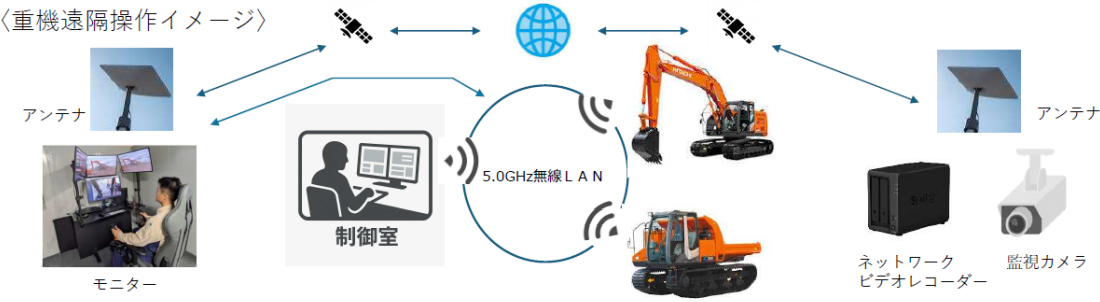 〈重機遠隔操作イメージ〉
アンテナ
アンテナ
HITACHI
5.0GHz無線ＬＡＮ
制御室
モニター
ネットワーク
ビデオレコーダー
監視カメラ